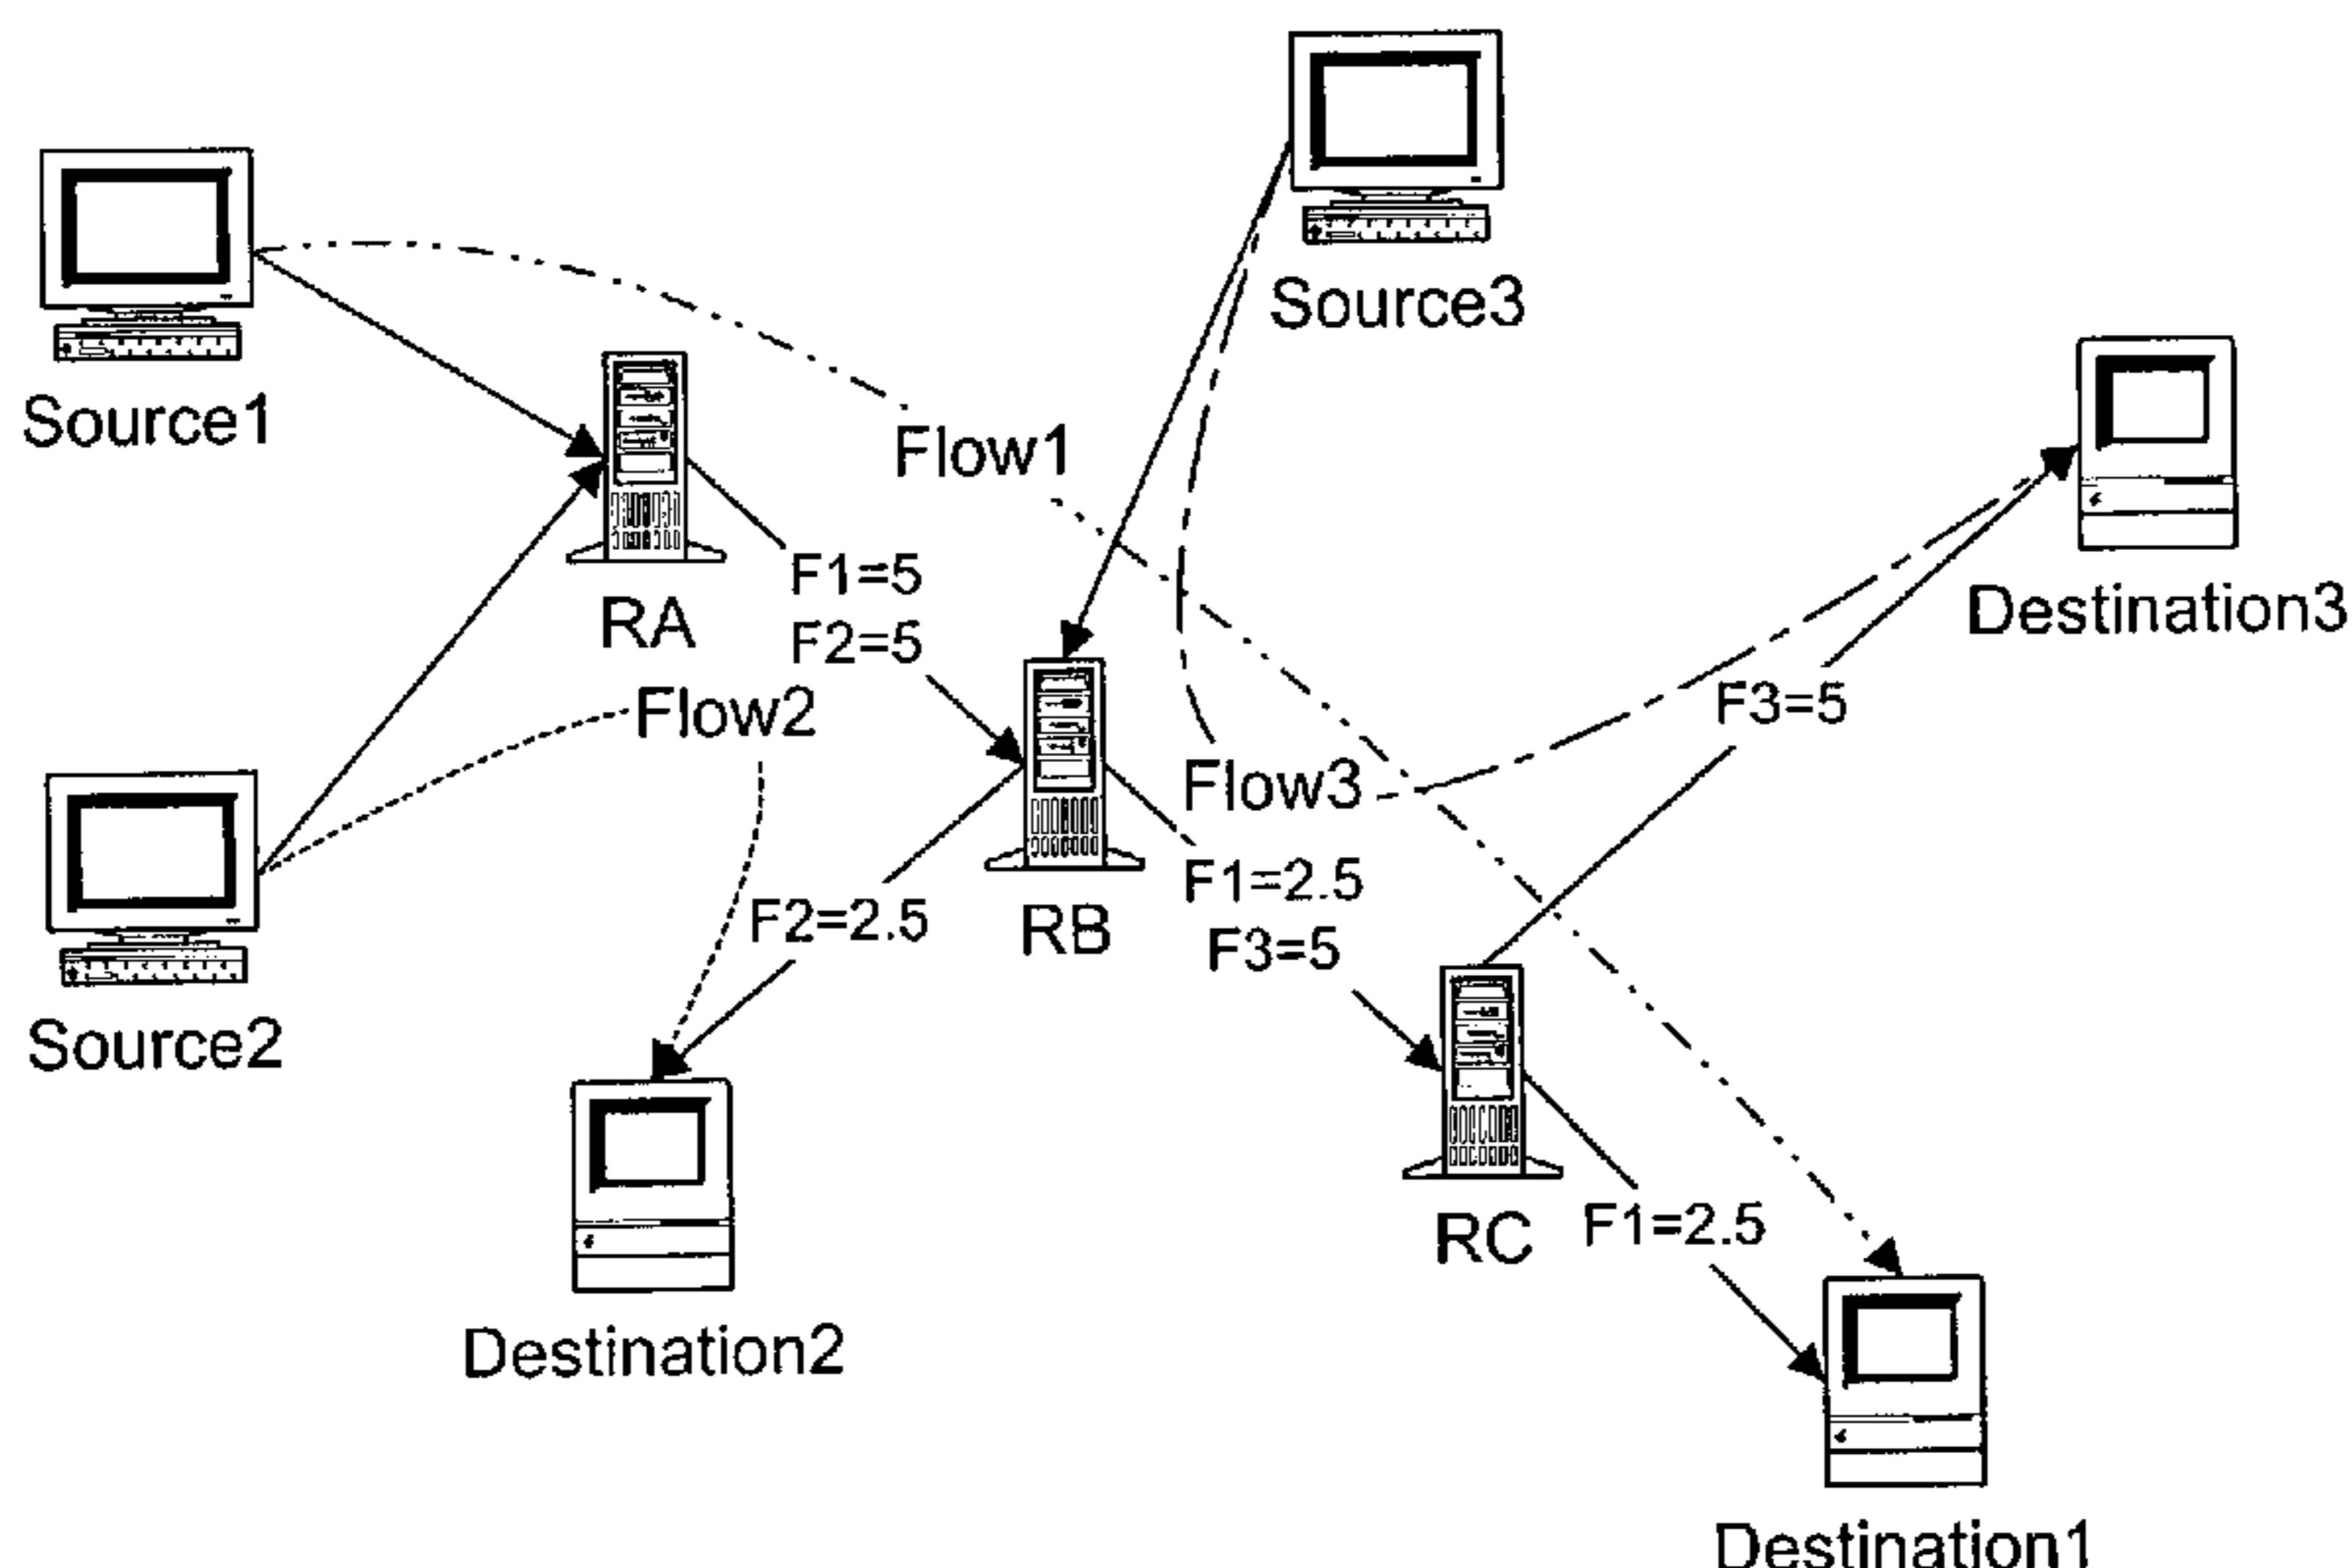 Source3
Source1
Flow1
F1=5
F2=5
RA
Destination3
Flow2
F3=5
Flow3
F1=2.5
F3=5
F2=2.5
RB
Source2
RC
F1=2.5
Destination2
Destination1